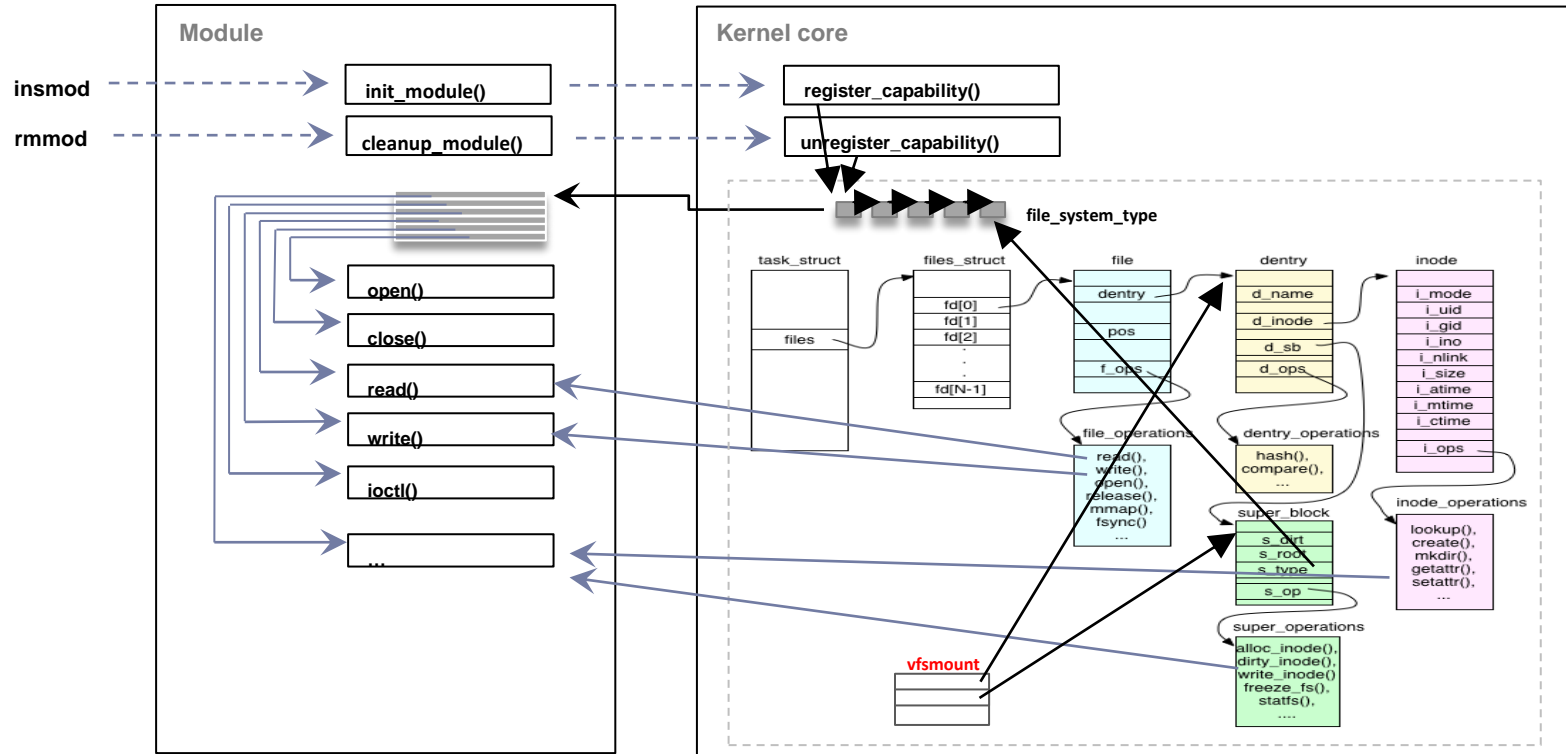 Module
Kernel core
insmod
init_module()
register_capability()
rmmod
cleanup_module()
unregister_capability()
file_system_type
open()
close()
read()
write()
ioctl()
...
task_struct
files
files_struct
fd[0]
fd[1]
fd[2]
.
.
.
fd[N-1]
file
dentry
pos
f_ops
dentry
d_name
d_inode
d_sb
d_ops
inode
i_mode
i_uid
i_gid
i_ino
i_nlink
i_size
i_atime
i_mtime
i_ctime
i_ops
file_operations
read(),
write(),
open(),
release(),
mmap(),
fsync()
...
dentry_operations
hash(),
compare(),
...
super_block
s_dirt
s_root
s_type
s_op
inode_operations
lookup(),
create(),
mkdir(),
getattr(),
setattr(),
...
super_operations
alloc_inode(),
dirty_inode(),
write_inode()
freeze_fs(),
statfs(),
....
vfsmount